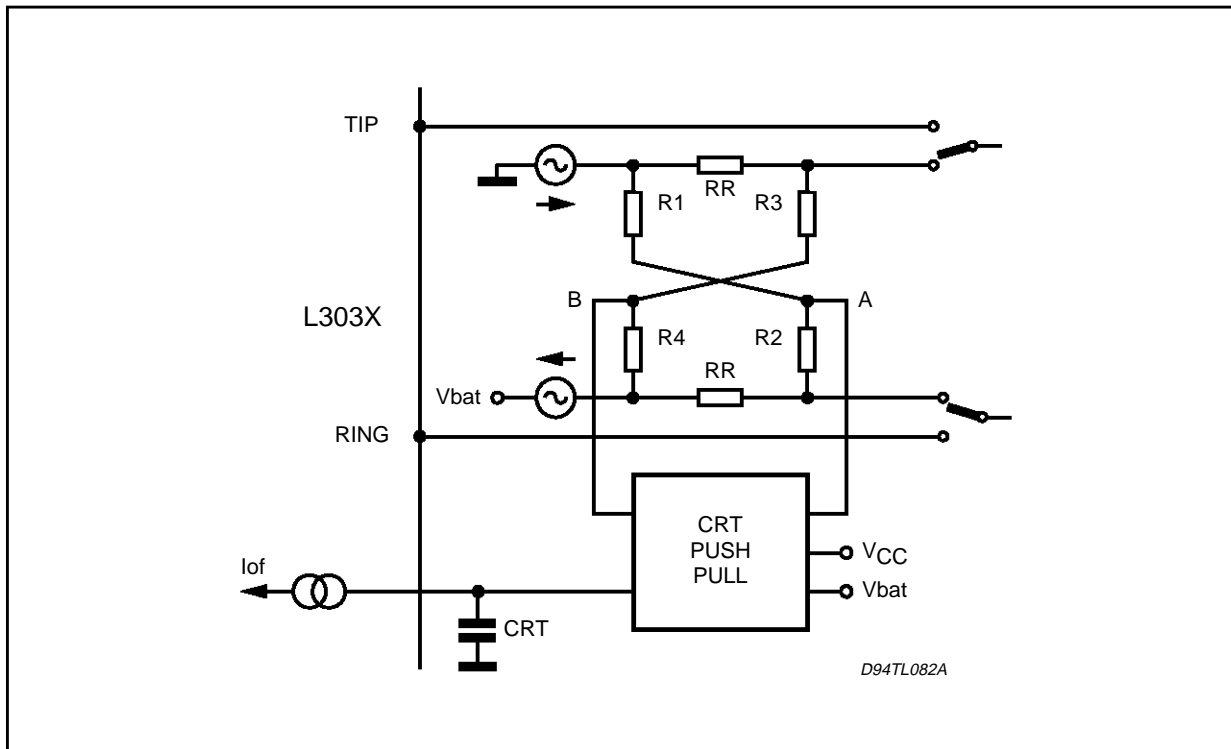 TIP
RR
R1
R3
B
A
L303X
R4
R2
Vbat
RR
RING
CRT
PUSH
PULL
VCC
Vbat
Iof
CRT
D94TL082A